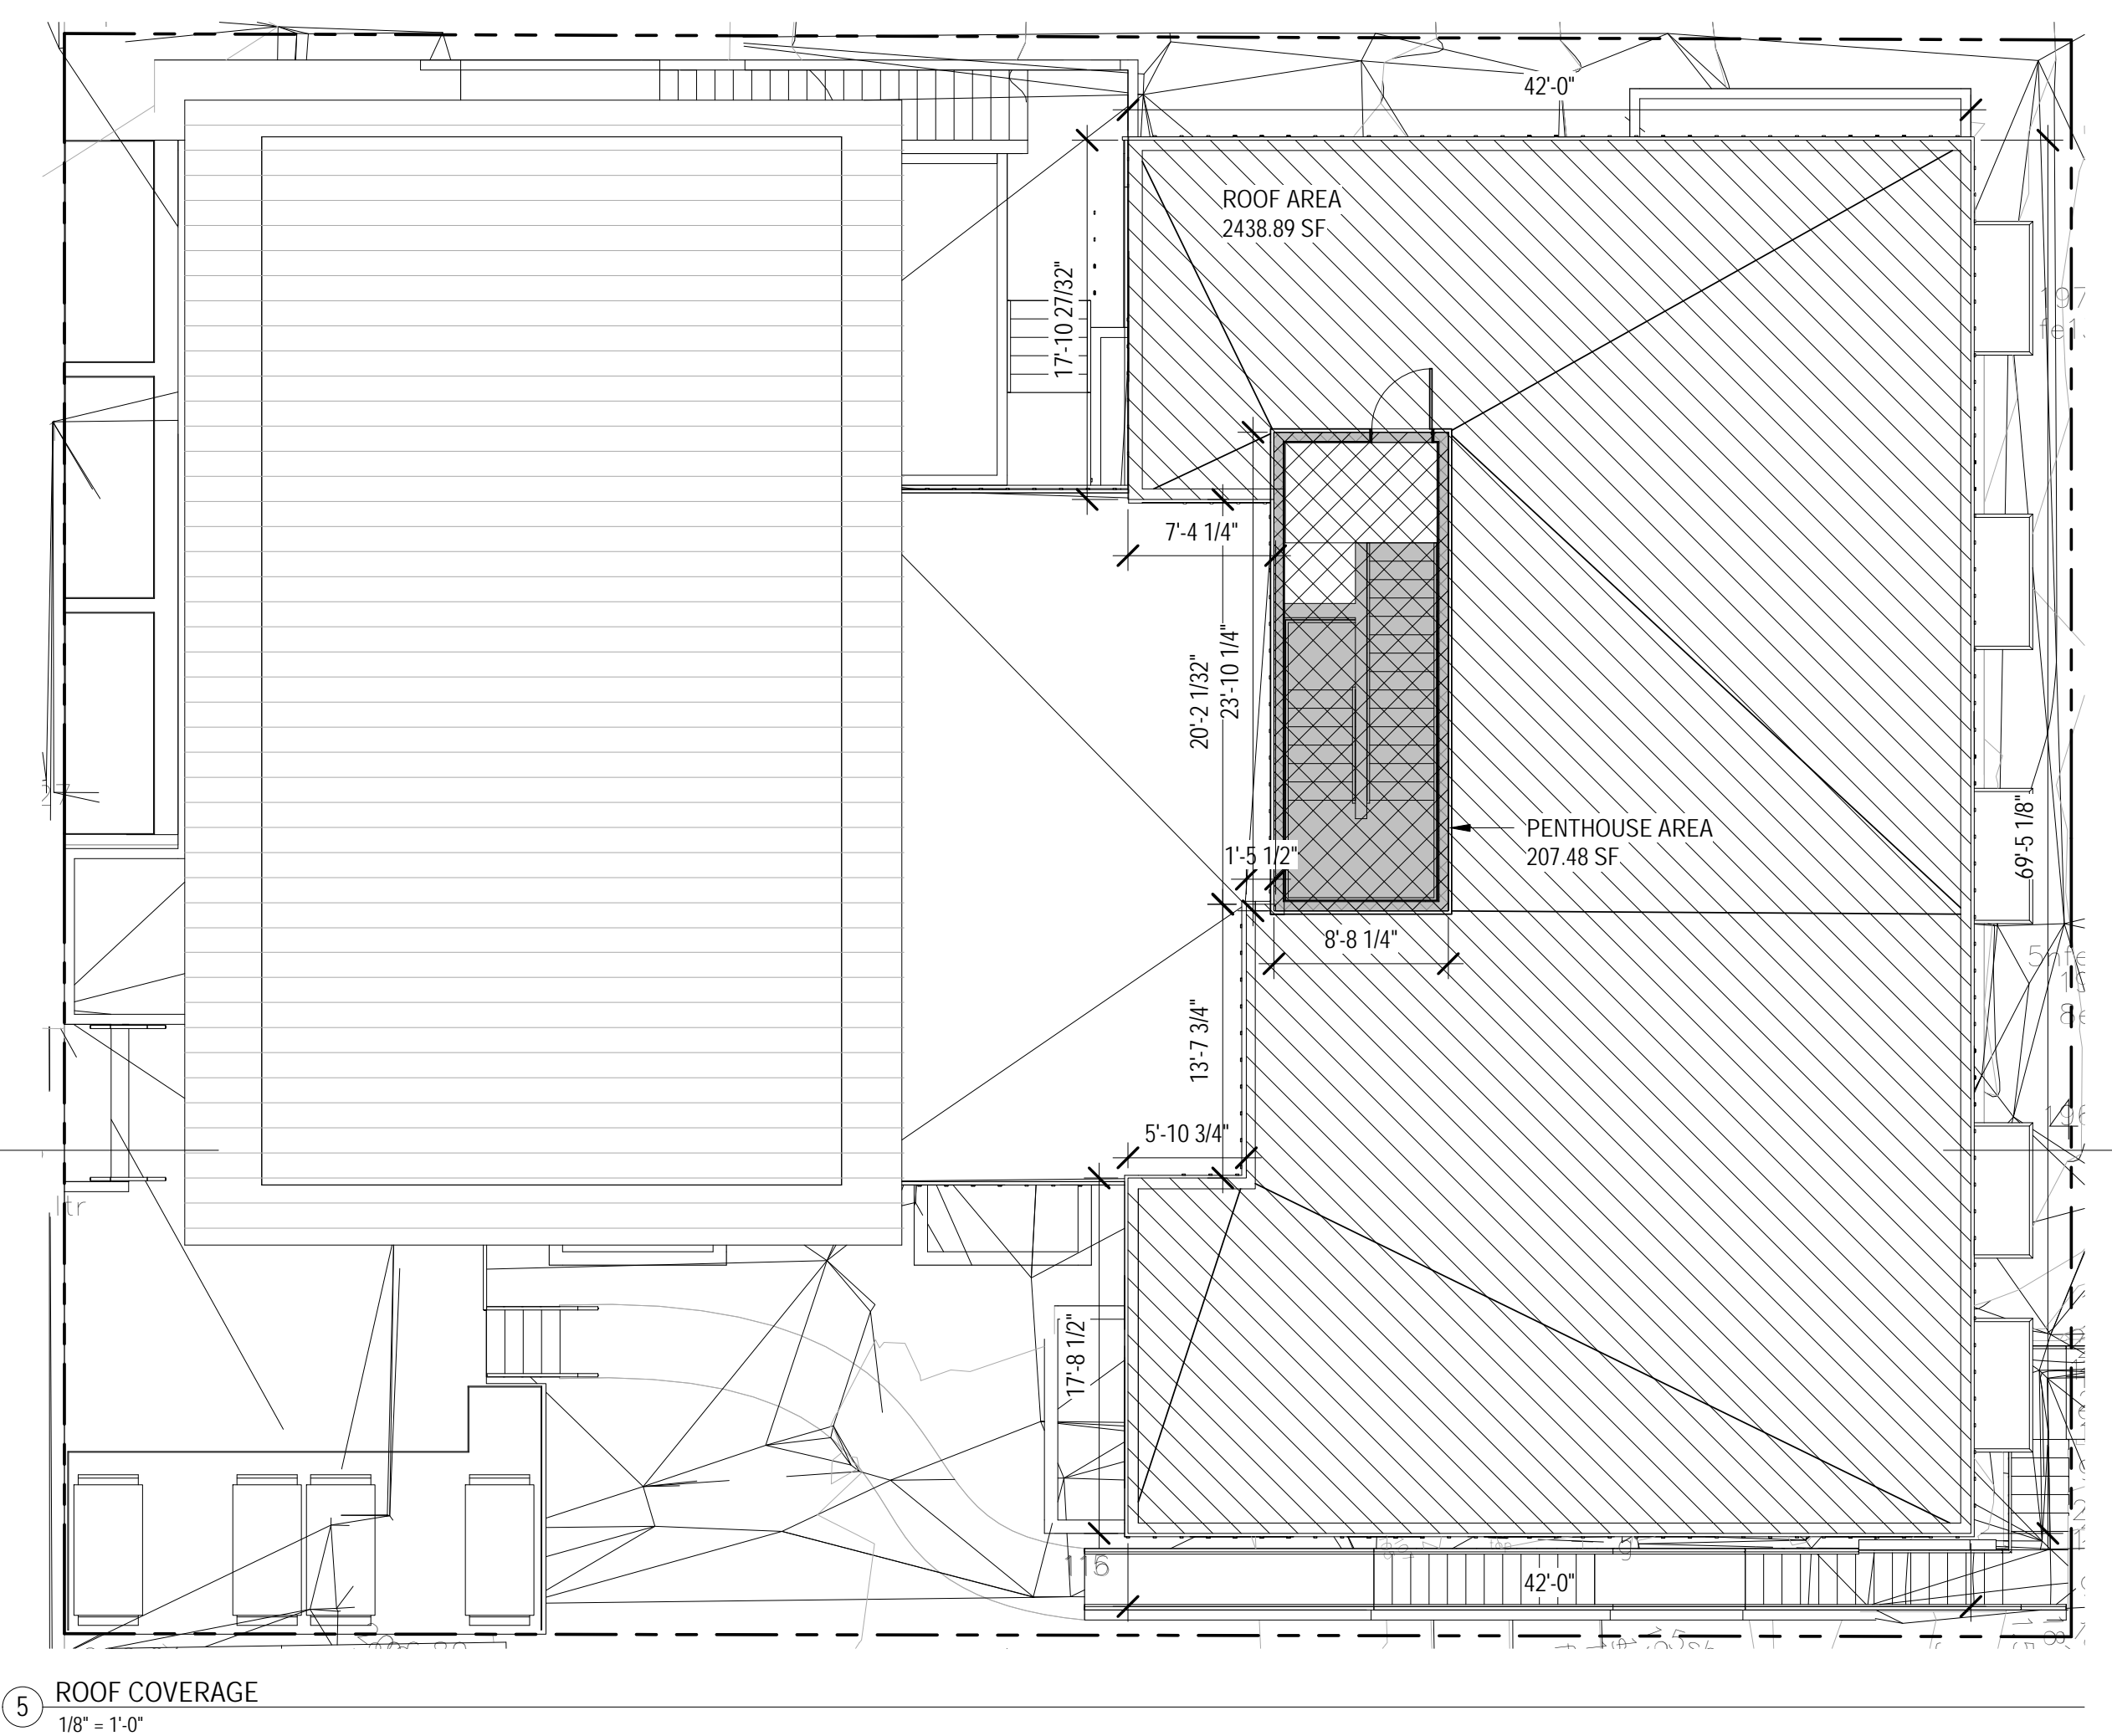 42'-0"
ROOF AREA
2438.89 SF
17'-10 27/32"
7'-4 1/4"
20'-2 1/32"
23'-10 1/4"
1'-5 1/2"
PENTHOUSE AREA
207.48 SF
69'-5 1/8"
8'-8 1/4"
13'-7 3/4"
5'-10 3/4"
17'-8 1/2"
42'-0"
5 ROOF COVERAGE
1/8" = 1'-0"